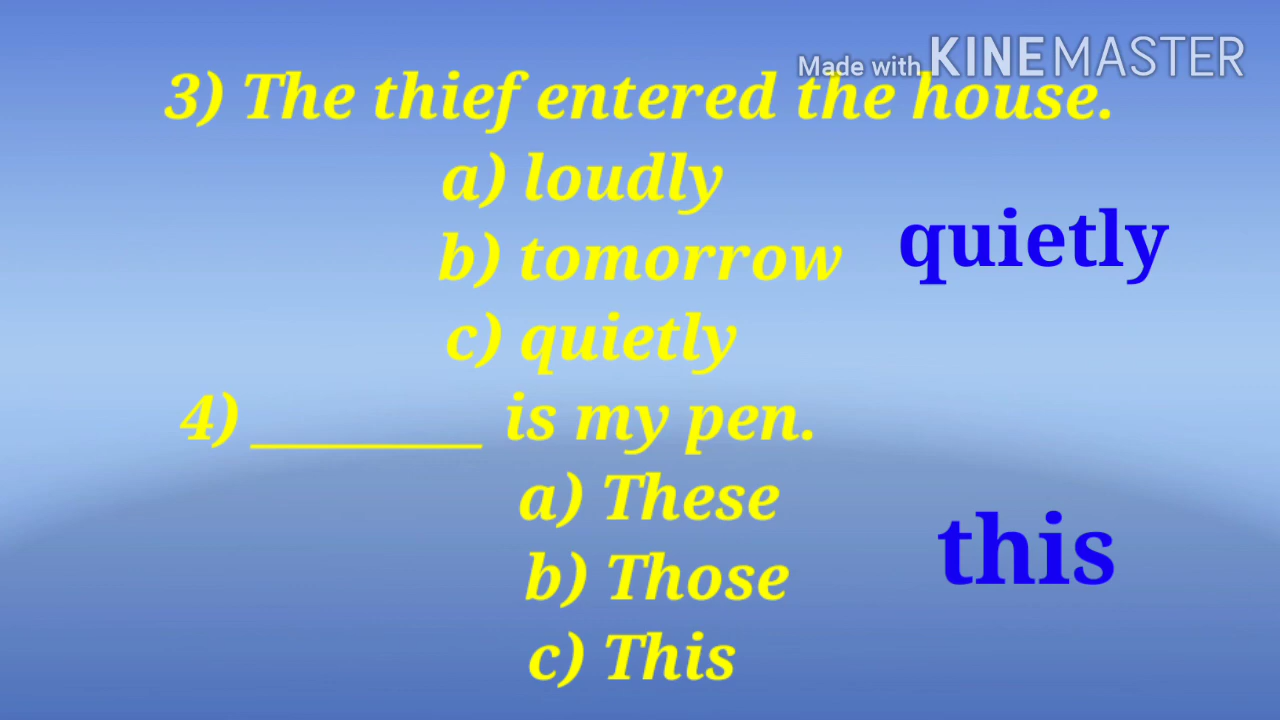 Made with KINEMASTER
3) The thief entered the house.
a) loudly
b) tomorrow
quietly
c) quietly
4) ________ is my pen.
a) These
this
b) Those
c) This